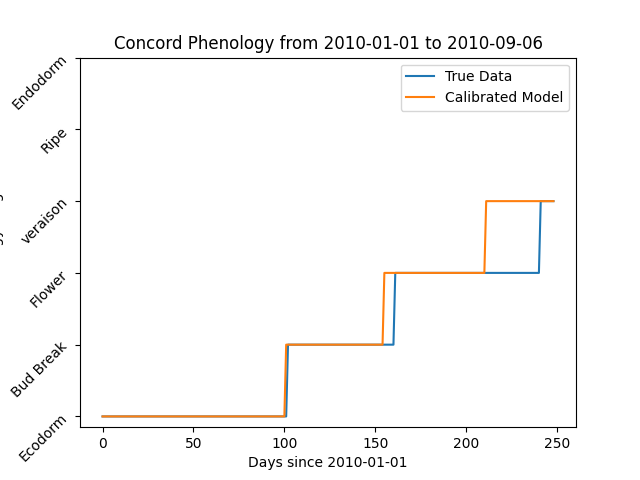 Concord Phenology from 2010-01-01 to 2010-09-06
Endodorm
Ripe
veraison
Flower
Bud Break
Ecodorm
True Data
Calibrated Model
0 50 100 150 200 250
Days since 2010-01-01